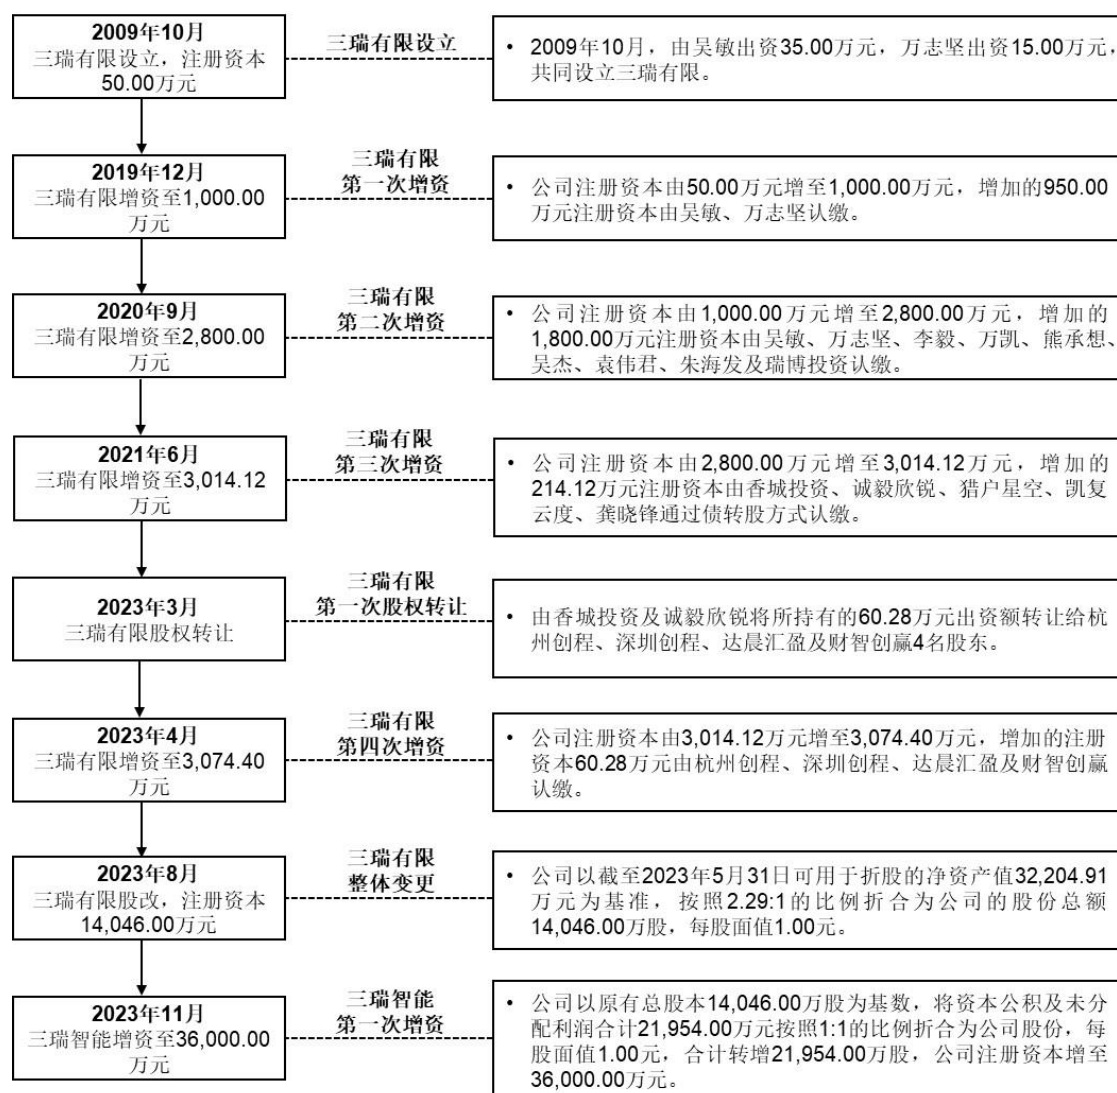 2009年10月
三瑞有限设立，注册资本
50.00万元
三瑞有限设立
• 2009年10月，由吴敏出资35.00万元，万志坚出资15.00万元，
共同设立三瑞有限。
2019年12月
三瑞有限增资至1,000.00
万元
三瑞有限
第一次增资
• 公司注册资本由50.00万元增至1,000.00万元，增加的950.00
万元注册资本由吴敏、万志坚认缴。
2020年9月
三瑞有限增资至2,800.00
万元
三瑞有限
第二次增资
• 公司注册资本由1,000.00万元增至2,800.00万元，增加的
1,800.00万元注册资本由吴敏、万志坚、李毅、万凯、熊承想、
吴杰、袁伟君、朱海发及瑞博投资认缴。
2021年6月
三瑞有限增资至3,014.12
万元
三瑞有限
第三次增资
• 公司注册资本由2,800.00万元增至3,014.12万元，增加的
214.12万元注册资本由香城投资、诚毅欣锐、猎户星空、凯复
云度、龚晓锋通过债转股方式认缴。
2023年3月
三瑞有限股权转让
三瑞有限
第一次股权转让
• 由香城投资及诚毅欣锐将所持有的60.28万元出资额转让给杭
州创程、深圳创程、达晨汇盈及财智创赢4名股东。
2023年4月
三瑞有限增资至3,074.40
万元
三瑞有限
第四次增资
• 公司注册资本由3,014.12万元增至3,074.40万元，增加的注册
资本60.28万元由杭州创程、深圳创程、达晨汇盈及财智创赢
认缴。
2023年8月
三瑞有限股改，注册资本
14,046.00万元
三瑞有限
整体变更
• 公司以截至2023年5月31日可用于折股的净资产值32,204.91
万元为基准，按照2.29:1的比例折合为公司的股份总额
14,046.00万股，每股面值1.00元。
2023年11月
三瑞智能增资至36,000.00
万元
三瑞智能
第一次增资
• 公司以原有总股本14,046.00万股为基数，将资本公积及未分
配利润合计21,954.00万元按照1:1的比例折合为公司股份，每
股面值1.00元，合计转增21,954.00万股，公司注册资本增至
36,000.00万元。